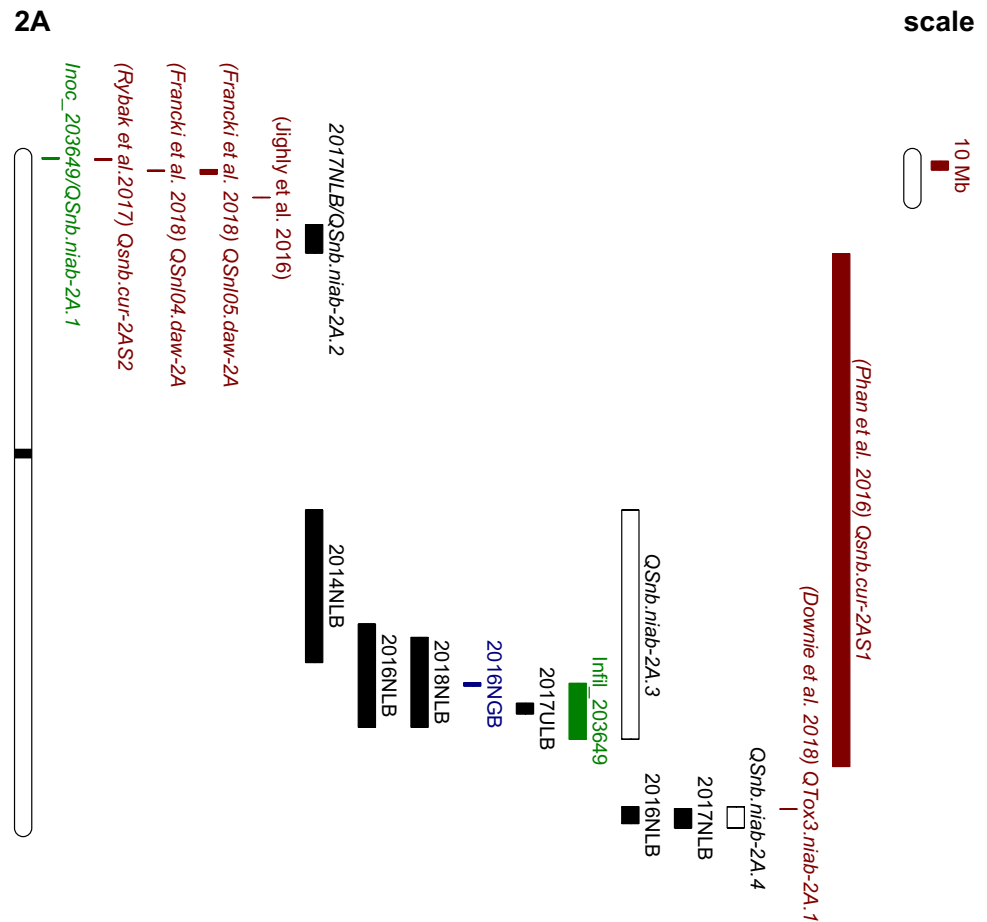 2A
scale
Inoc_203649/QSnb.niab-2A.1
(Rybak et al.2017) Qsnb.cur-2AS2
(Francki et al. 2018) QSnl04.daw-2A
(Francki et al. 2018) QSnl05.daw-2A
(Jighly et al. 2016)
2017NLB/QSnb.niab-2A.2
10 Mb
(Phan et al. 2016) Qsnb.cur-2AS1
2014NLB
2016NLB
2018NLB
2016NGB
2017ULB
Infil_203649
QSnb.niab-2A.3
2016NLB
2017NLB
QSnb.niab-2A.4
(Downie et al. 2018) QTox3.niab-2A.1